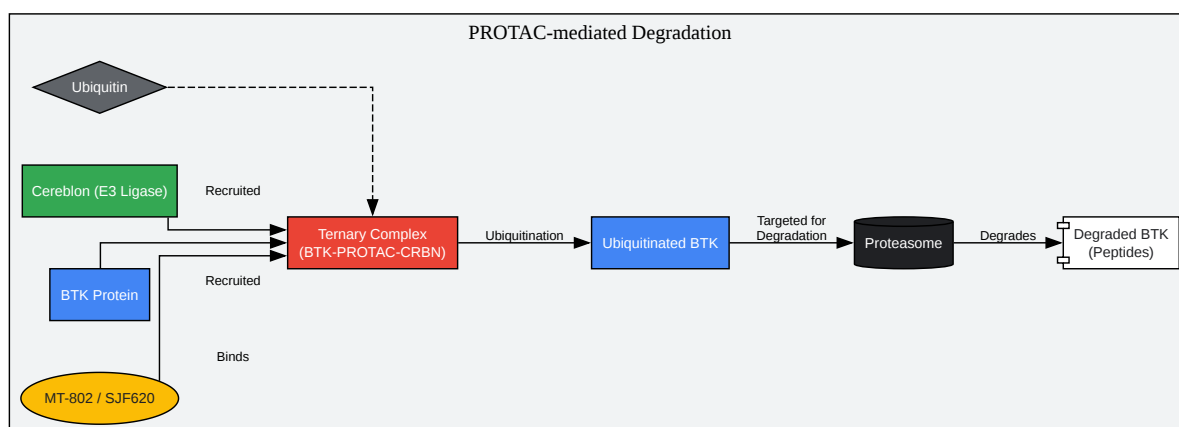 PROTAC-mediated Degradation
Ubiquitin
Cereblon (E3 Ligase)
Recruited
BTK Protein
Recruited
Binds
MT-802 / SJF620
Ternary Complex
(BTK-PROTAC-CRBN)
Ubiquitination
Ubiquitinated BTK
Targeted for
Degradation
Proteasome
Degrades
Degraded BTK
(Peptides)